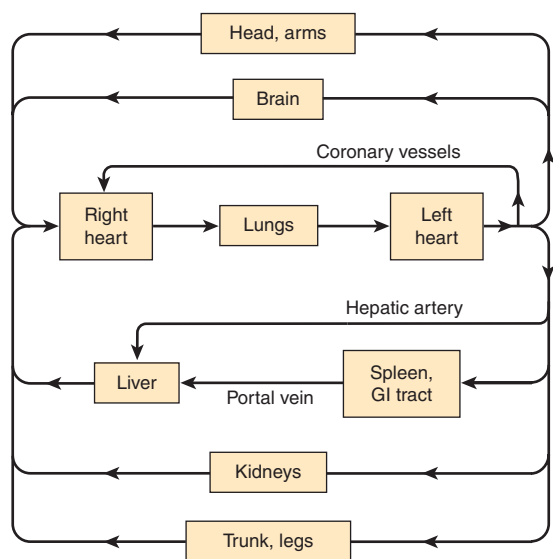 Head, arms
Brain
Coronary vessels
Right
heart
Lungs
Left
heart
Hepatic artery
Liver
Portal vein
Spleen,
GI tract
Kidneys
Trunk, legs